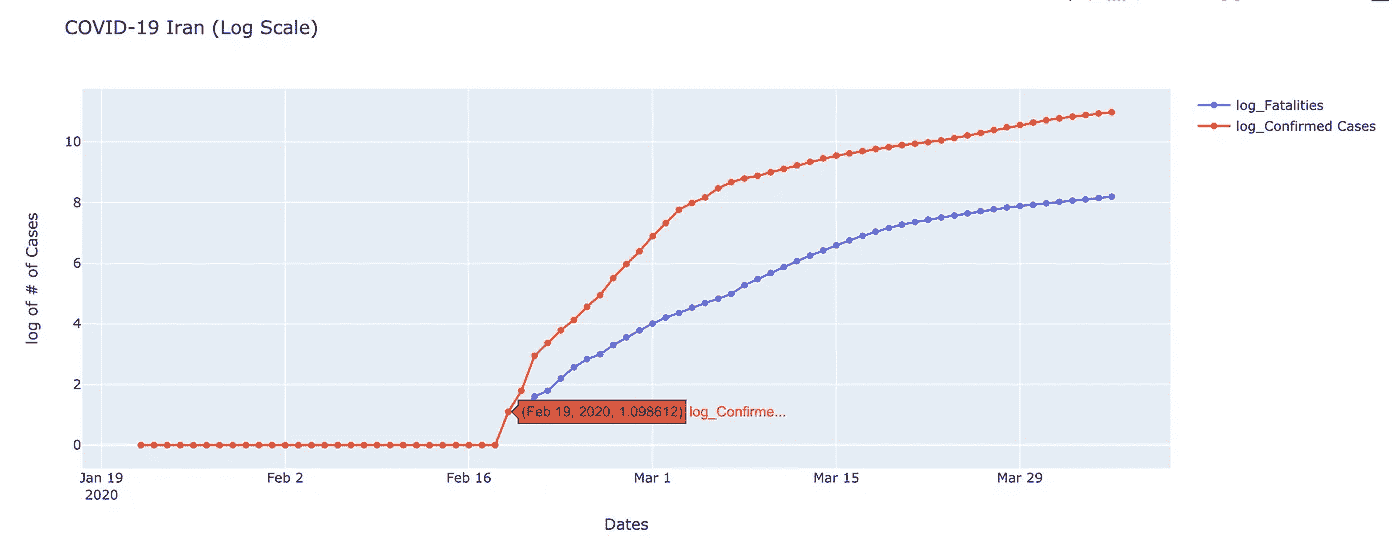 COVID-19 Iran (Log Scale)
log_Fatalities
log_Confirmed Cases
10
8
6
4
2
0
log of # of Cases
(Feb 19, 2020, 1.098612) log_Confirme...
Jan 19
2020
Feb 2
Feb 16
Mar 1
Mar 15
Mar 29
Dates